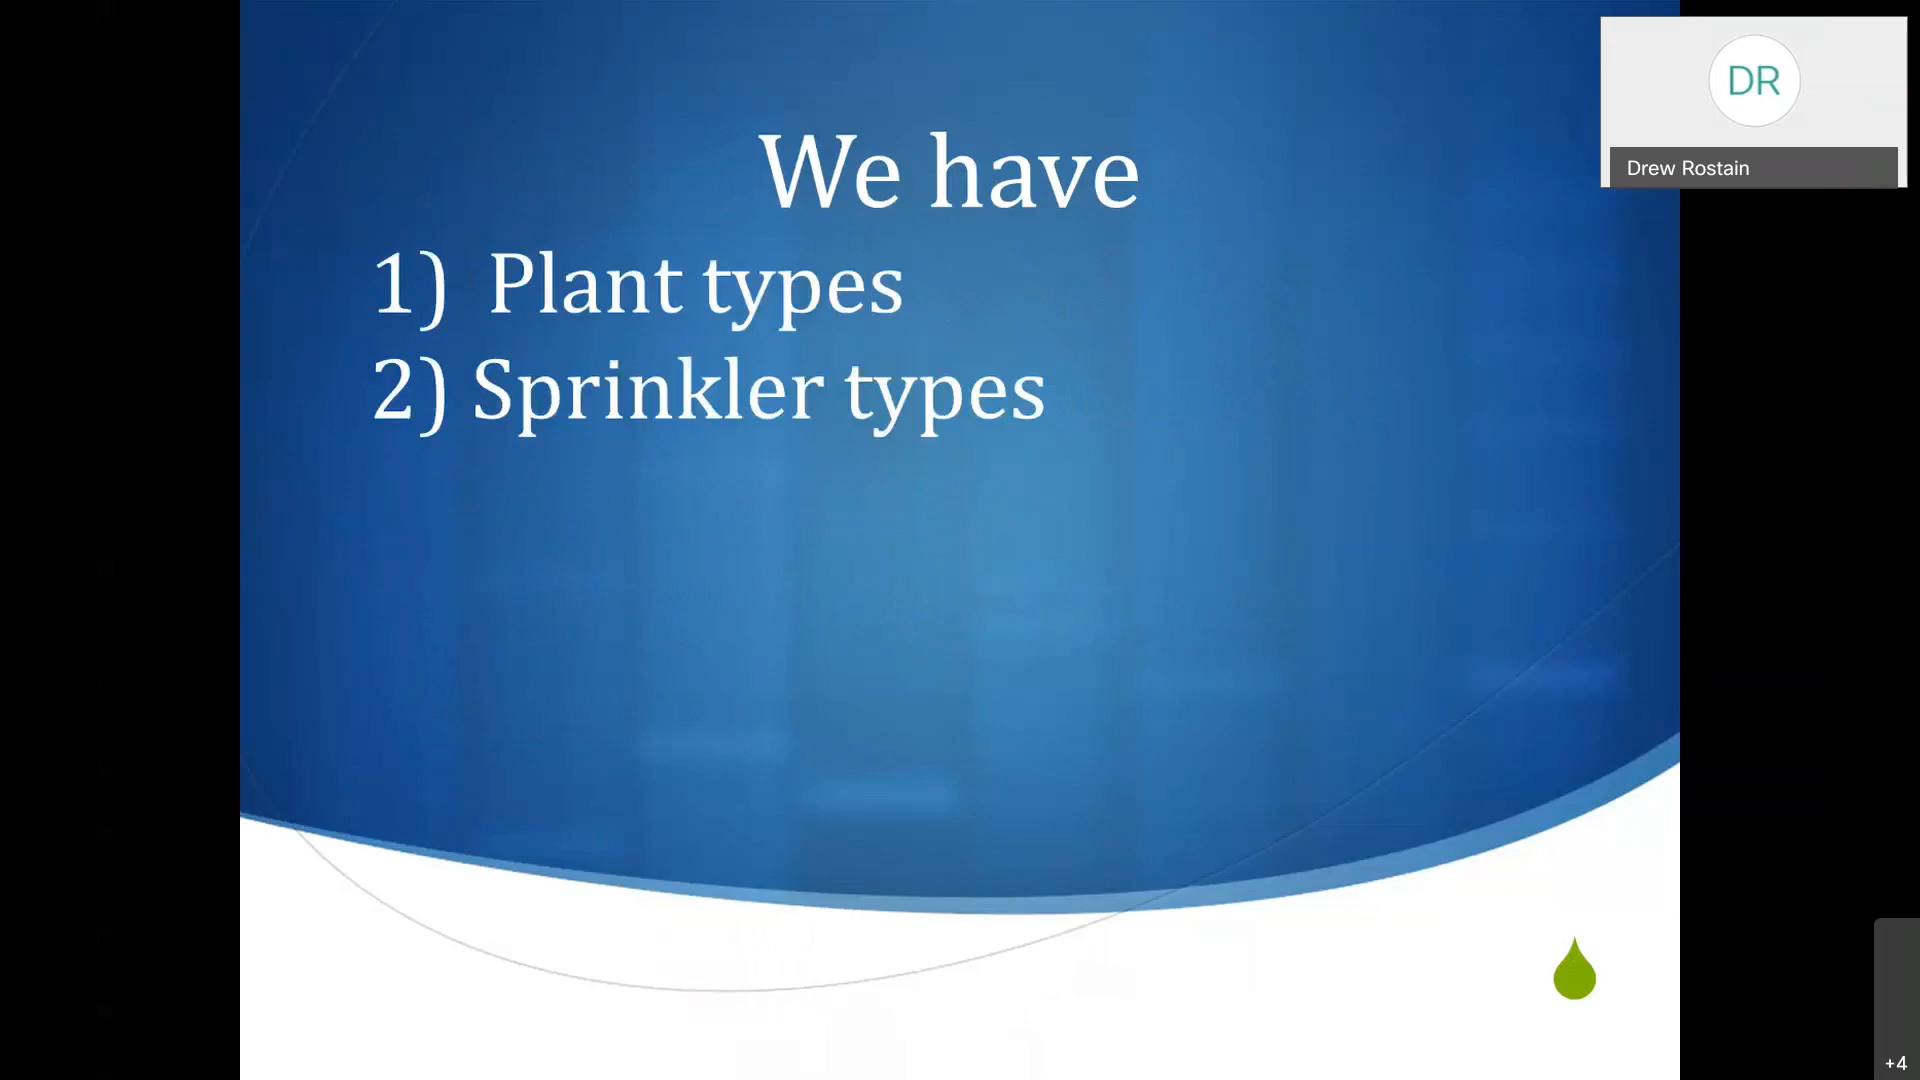 We have
1) Plant types
2) Sprinkler types
DR
Drew Rostain
+4